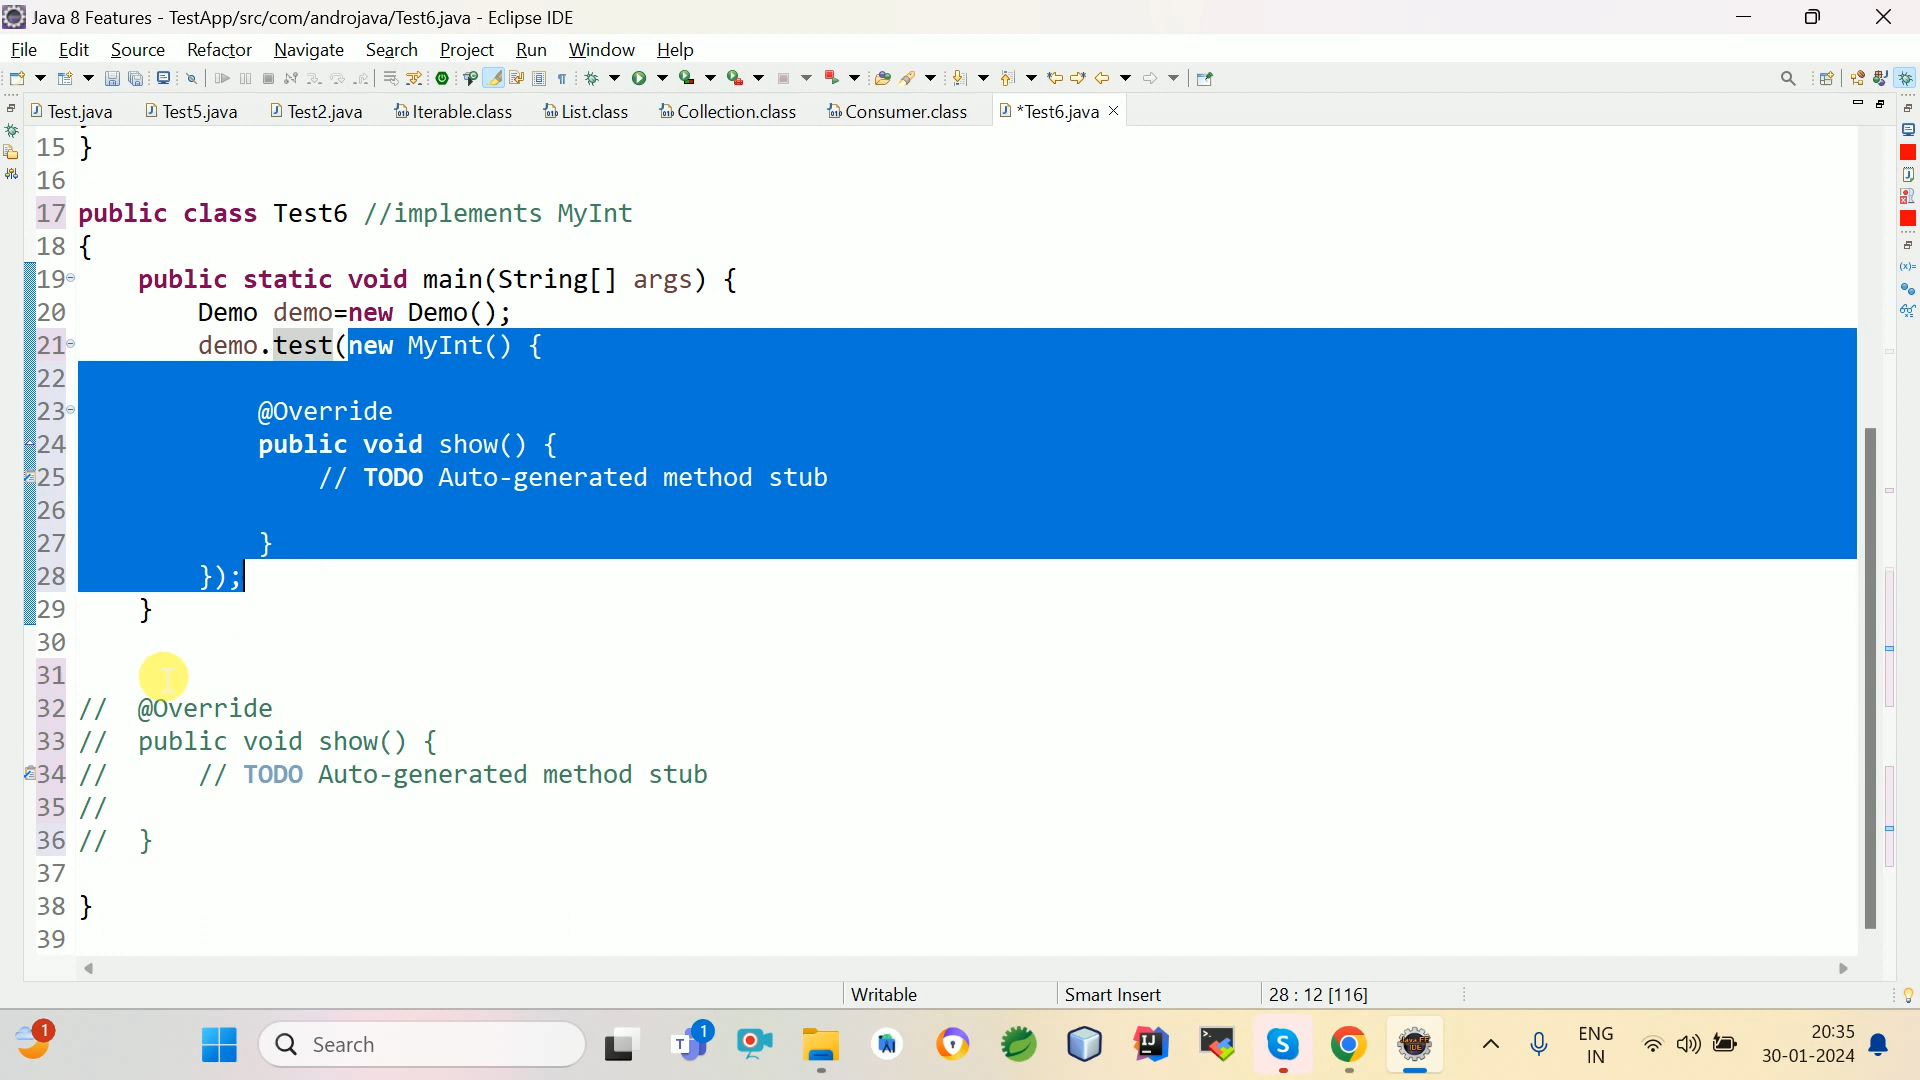 Java 8 Features - TestApp/src/com/androjava/Test6.java - Eclipse IDE
File Edit Source Refactor Navigate Search Project Run Window Help
Test.java Test5.java Test2.java Iterable.class List.class Collection.class Consumer.class *Test6.java
15 }
16
17 public class Test6 //implements MyInt
18 {
19 public static void main(String[] args) {
20 Demo demo=new Demo();
21 demo.test(new MyInt() {
22
23 @Override
24 public void show() {
25 // TODO Auto-generated method stub
26
27 }
28 });
29 }
30
31
32 // @Override
33 // public void show() {
34 // // TODO Auto-generated method stub
35 //
36 // }
37
38 }
39
Writable Smart Insert 28 : 12 [116]
1 Search 1 ENG 20:35
IN 30-01-2024